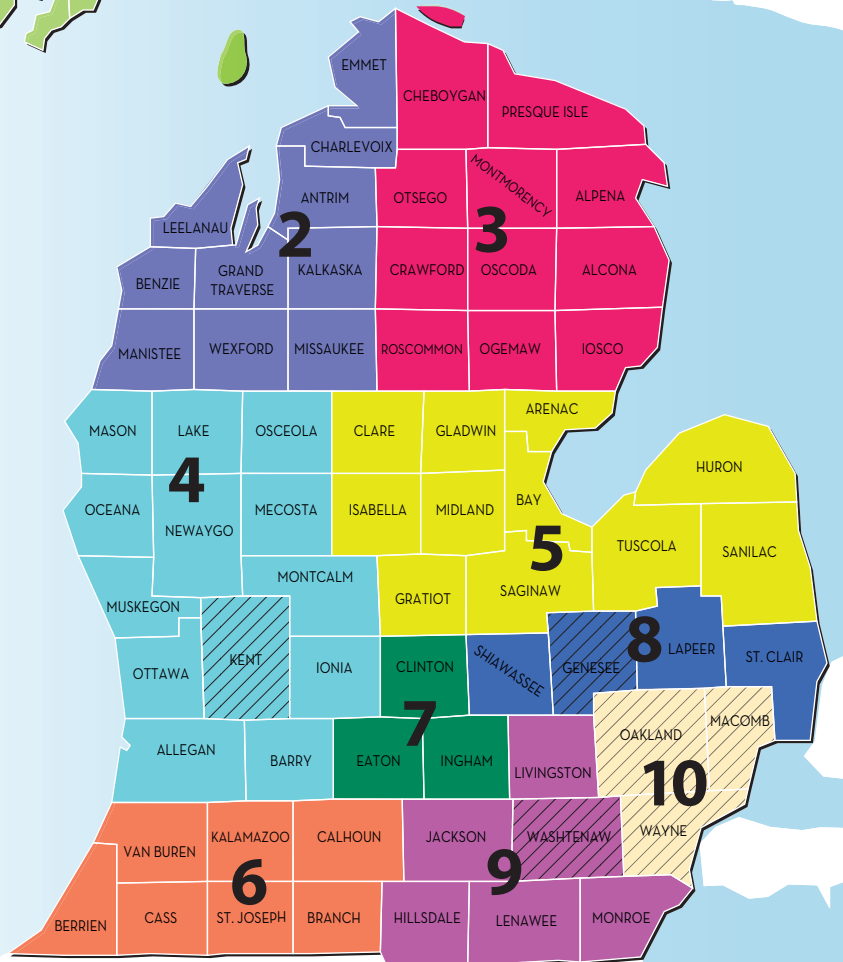 EMMET
CHEBOYGAN
PRESQUE ISLE
CHARLEVOIX
ANTRIM
OTSEGO
MONTMORENCY
ALPENA
LEELANAU
2
3
BENZIE
GRAND
TRAVERSE
KALKASKA
CRAWFORD
OSCODA
ALCONA
MANISTEE
WEXFORD
MISSAUKEE
ROSCOMMON
OGEMAW
IOSCO
MASON
LAKE
OSCEOLA
CLARE
GLADWIN
ARENAC
HURON
4
OCEANA
NEWAYGO
MECOSTA
ISABELLA
MIDLAND
BAY
5
TUSCOLA
SANILAC
MUSKEGON
MONTCALM
GRATIOT
SAGINAW
OTTAWA
KENT
IONIA
CLINTON
SHIAWASSEE
GENESEE
8
LAPEER
ST. CLAIR
ALLEGAN
BARRY
7
EATON
INGHAM
LIVINGSTON
OAKLAND
MACOMB
10
VAN BUREN
KALAMAZOO
CALHOUN
JACKSON
WASHTENAW
WAYNE
6
9
BERRIEN
CASS
ST. JOSEPH
BRANCH
HILLSDALE
LENAWEE
MONROE